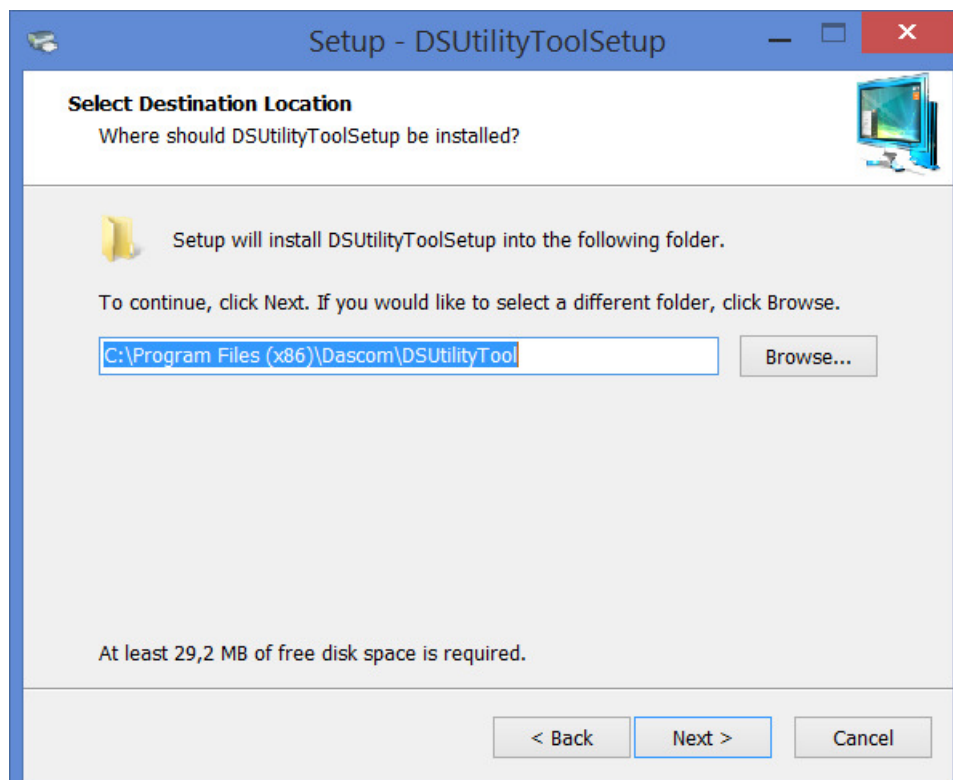 Setup - DSUtilityToolSetup
Select Destination Location
Where should DSUtilityToolSetup be installed?
Setup will install DSUtilityToolSetup into the following folder.
To continue, click Next. If you would like to select a different folder, click Browse.
C:\Program Files (x86)\Dascom\DSUtilityTool
Browse...
At least 29,2 MB of free disk space is required.
< Back
Next >
Cancel